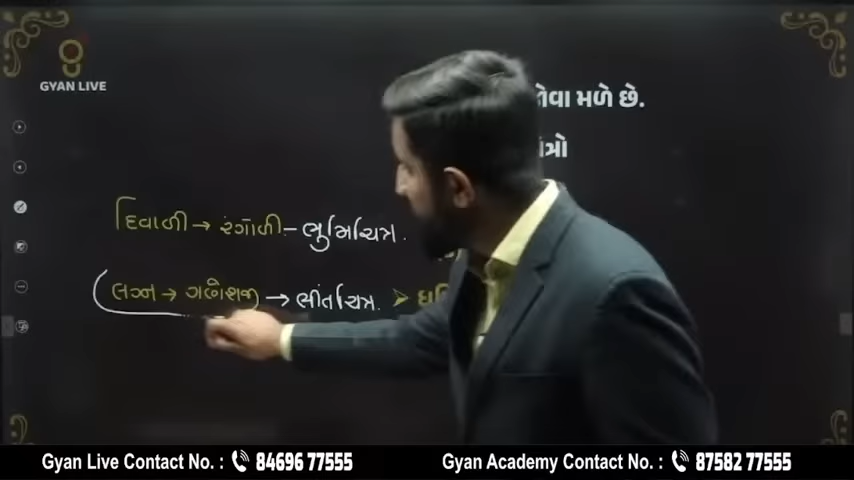 GYAN LIVE
મળે છે.
દિવાળી → રંગોળી – ભુમિચિત્ર.
લગ્ન → ગણેશજી → ભીંતચિત્ર. ➤
Gyan Live Contact No. : 84696 77555 Gyan Academy Contact No. : 87582 77555